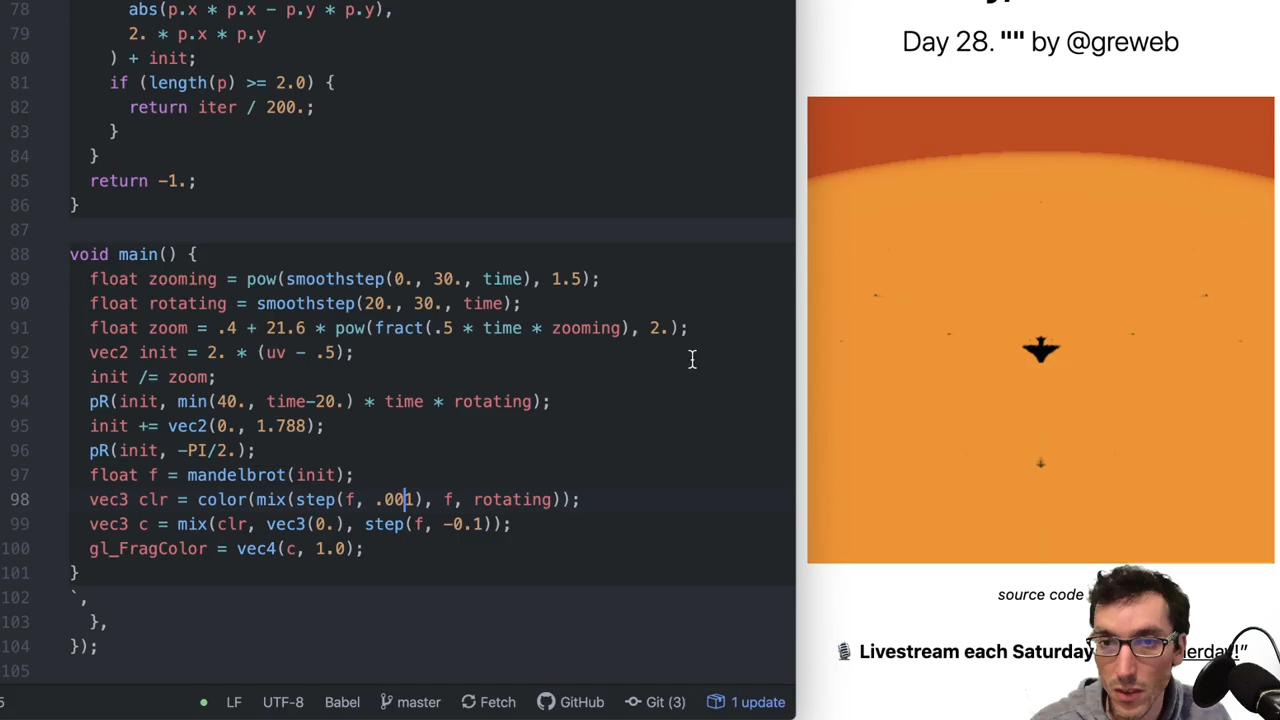 78 abs(p.x * p.x - p.y * p.y),
79 2. * p.x * p.y
80 ) + init;
81 if (length(p) >= 2.0) {
82 return iter / 200.;
83 }
84 }
85 return -1.;
86 }
87
88 void main() {
89 float zooming = pow(smoothstep(0., 30., time), 1.5);
90 float rotating = smoothstep(20., 30., time);
91 float zoom = .4 + 21.6 * pow(fract(.5 * time * zooming), 2.);
92 vec2 init = 2. * (uv - .5);
93 init /= zoom;
94 pR(init, min(40., time-20.) * time * rotating);
95 init += vec2(0., 1.788);
96 pR(init, -PI/2.);
97 float f = mandelbrot(init);
98 vec3 clr = color(mix(step(f, .001), f, rotating));
99 vec3 c = mix(clr, vec3(0.), step(f, -0.1));
100 gl_FragColor = vec4(c, 1.0);
101 }
102 `,
103 },
104 });
105
5 LF UTF-8 Babel master Fetch GitHub Git (3) 1 update
Day 28. "" by @greweb
source code
🎙️ Livestream each Saturday erday!”